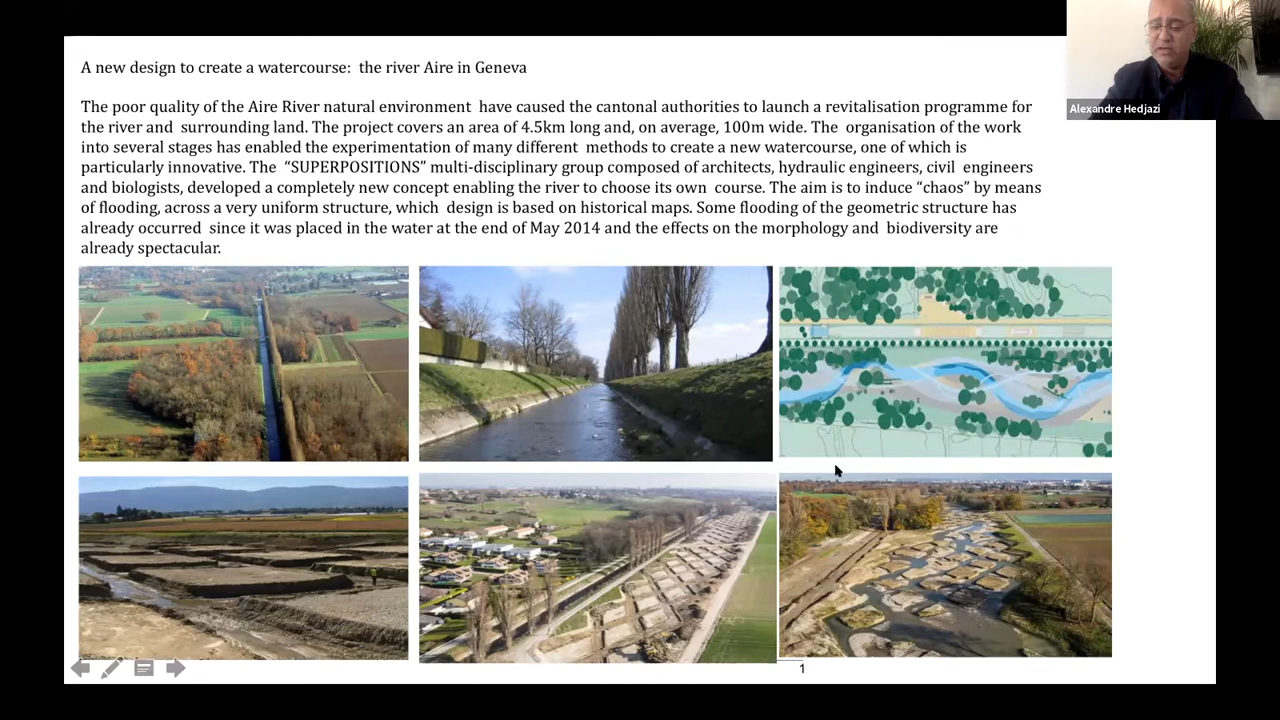 A new design to create a watercourse: the river Aire in Geneva
The poor quality of the Aire River natural environment have caused the cantonal authorities to launch a revitalisation programme for
the river and surrounding land. The project covers an area of 4.5km long and, on average, 100m wide. The organisation of the work
into several stages has enabled the experimentation of many different methods to create a new watercourse, one of which is
particularly innovative. The “SUPERPOSITIONS” multi-disciplinary group composed of architects, hydraulic engineers, civil engineers
and biologists, developed a completely new concept enabling the river to choose its own course. The aim is to induce “chaos” by means
of flooding, across a very uniform structure, which design is based on historical maps. Some flooding of the geometric structure has
already occurred since it was placed in the water at the end of May 2014 and the effects on the morphology and biodiversity are
already spectacular.
Alexandre Hedjazi
1